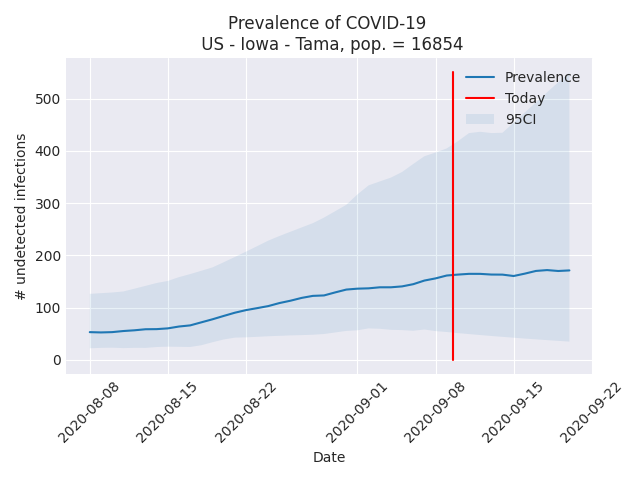 Prevalence of COVID-19
US - Iowa - Tama, pop. = 16854
Prevalence
Today
95CI
# undetected infections
500
400
300
200
100
0
2020-08-08
2020-08-15
2020-08-22
2020-09-01
2020-09-08
2020-09-15
2020-09-22
Date